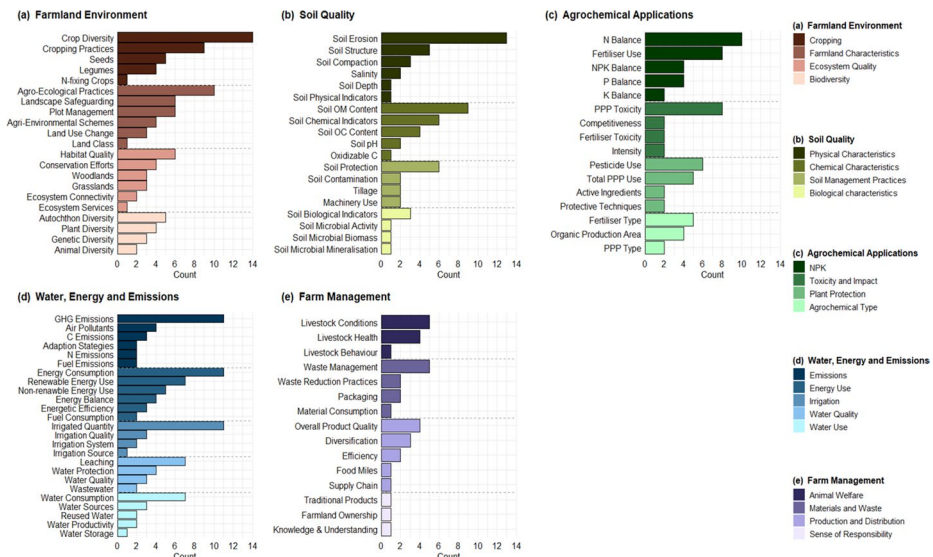 (a) Farmland Environment
Crop Diversity
Cropping Practices
Seeds
Legumes
N-fixing Crops
Agro-Ecological Practices
Landscape Safeguarding
Plot Management
Agri-Environmental Schemes
Land Use Change
Land Class
Habitat Quality
Conservation Efforts
Woodlands
Grasslands
Ecosystem Connectivity
Ecosystem Services
Autochthon Diversity
Plant Diversity
Genetic Diversity
Animal Diversity
0 2 4 6 8 10 12 14
Count
(b) Soil Quality
Soil Erosion
Soil Structure
Soil Compaction
Salinity
Soil Depth
Soil Physical Indicators
Soil OM Content
Soil Chemical Indicators
Soil OC Content
Soil pH
Oxidizable C
Soil Protection
Soil Contamination
Tillage
Machinery Use
Soil Biological Indicators
Soil Microbial Activity
Soil Microbial Biomass
Soil Microbial Mineralisation
0 2 4 6 8 10 12 14
Count
(c) Agrochemical Applications
N Balance
Fertiliser Use
NPK Balance
P Balance
K Balance
PPP Toxicity
Competitiveness
Fertiliser Toxicity
Intensity
Pesticide Use
Total PPP Use
Active Ingredients
Protective Techniques
Fertiliser Type
Organic Production Area
PPP Type
0 2 4 6 8 10 12 14
Count
(d) Water, Energy and Emissions
GHG Emissions
Air Pollutants
C Emissions
Adaption Stategies
N Emissions
Fuel Emissions
Energy Consumption
Renewable Energy Use
Non-renawble Energy Use
Energy Balance
Energetic Efficiency
Fuel Consumption
Irrigated Quantity
Irrigation Quality
Irrigation System
Irrigation Source
Leaching
Water Protection
Water Quality
Wastewater
Water Consumption
Water Sources
Reused Water
Water Productivity
Water Storage
0 2 4 6 8 10 12 14
Count
(e) Farm Management
Livestock Conditions
Livestock Health
Livestock Behaviour
Waste Management
Waste Reduction Practices
Packaging
Material Consumption
Overall Product Quality
Diversification
Efficiency
Food Miles
Supply Chain
Traditional Products
Farmland Ownership
Knowledge & Understanding
0 2 4 6 8 10 12 14
Count
(a) Farmland Environment
Cropping
Farmland Characteristics
Ecosystem Quality
Biodiversity
(b) Soil Quality
Physical Characteristics
Chemical Characteristics
Soil Management Practices
Biological characteristics
(c) Agrochemical Applications
NPK
Toxicity and Impact
Plant Protection
Agrochemical Type
(d) Water, Energy and Emissions
Emissions
Energy Use
Irrigation
Water Quality
Water Use
(e) Farm Management
Animal Welfare
Materials and Waste
Production and Distribution
Sense of Responsibility